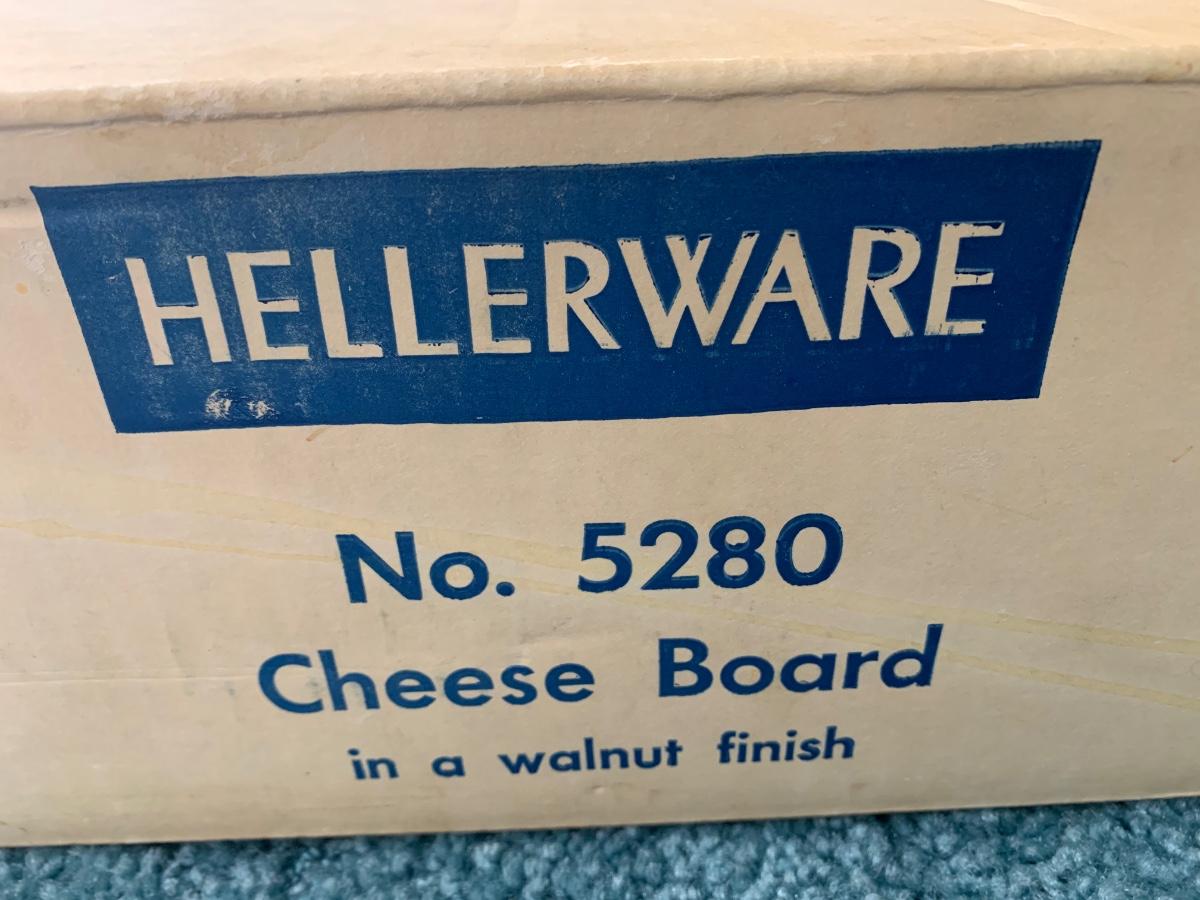 HELLERWARE
No. 5280
Cheese Board
in a walnut finish